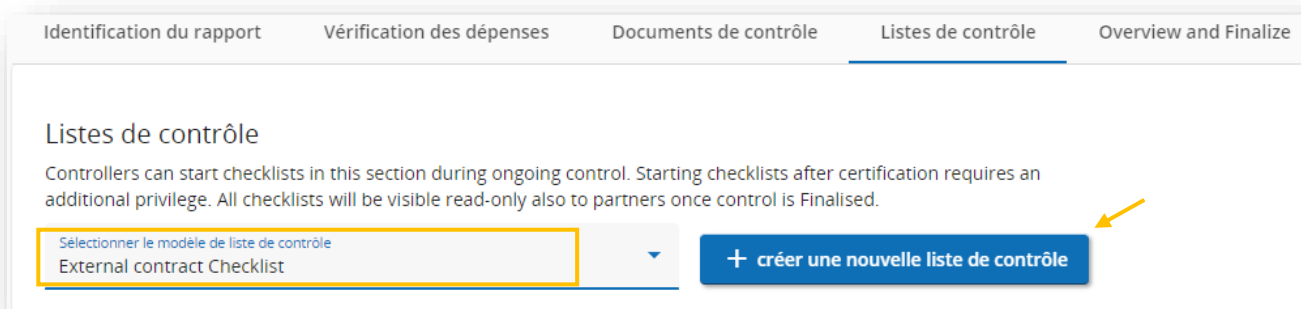 Identification du rapport Vérification des dépenses Documents de contrôle Listes de contrôle Overview and Finalize
Listes de contrôle
Controllers can start checklists in this section during ongoing control. Starting checklists after certification requires an
additional privilege. All checklists will be visible read-only also to partners once control is Finalised.
Sélectionner le modèle de liste de contrôle
External contract Checklist
+ créer une nouvelle liste de contrôle